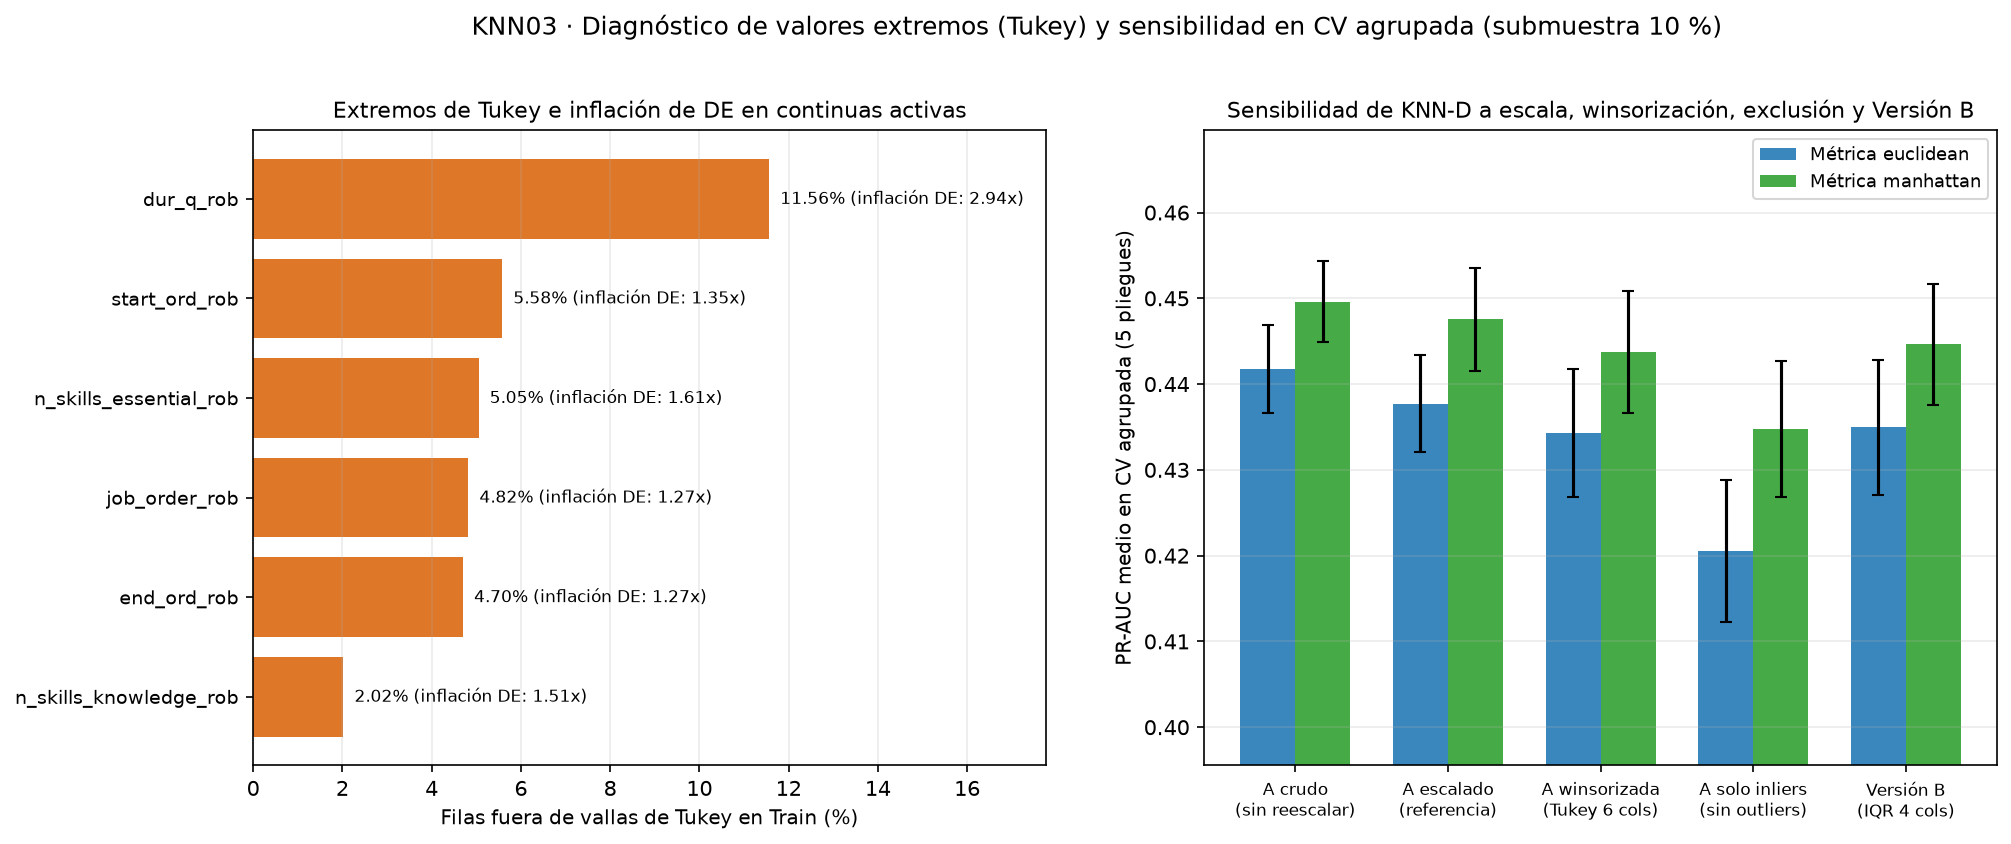 KNN03 · Diagnóstico de valores extremos (Tukey) y sensibilidad en CV agrupada (submuestra 10 %)
Extremos de Tukey e inflación de DE en continuas activas
dur_q_rob
11.56% (inflación DE: 2.94x)
start_ord_rob
5.58% (inflación DE: 1.35x)
n_skills_essential_rob
5.05% (inflación DE: 1.61x)
job_order_rob
4.82% (inflación DE: 1.27x)
end_ord_rob
4.70% (inflación DE: 1.27x)
n_skills_knowledge_rob
2.02% (inflación DE: 1.51x)
0 2 4 6 8 10 12 14 16
Filas fuera de vallas de Tukey en Train (%)
Sensibilidad de KNN-D a escala, winsorización, exclusión y Versión B
Métrica euclidean
Métrica manhattan
PR-AUC medio en CV agrupada (5 pliegues)
0.46
0.45
0.44
0.43
0.42
0.41
0.40
A crudo
(sin reescalar)
A escalado
(referencia)
A winsorizada
(Tukey 6 cols)
A solo inliers
(sin outliers)
Versión B
(IQR 4 cols)